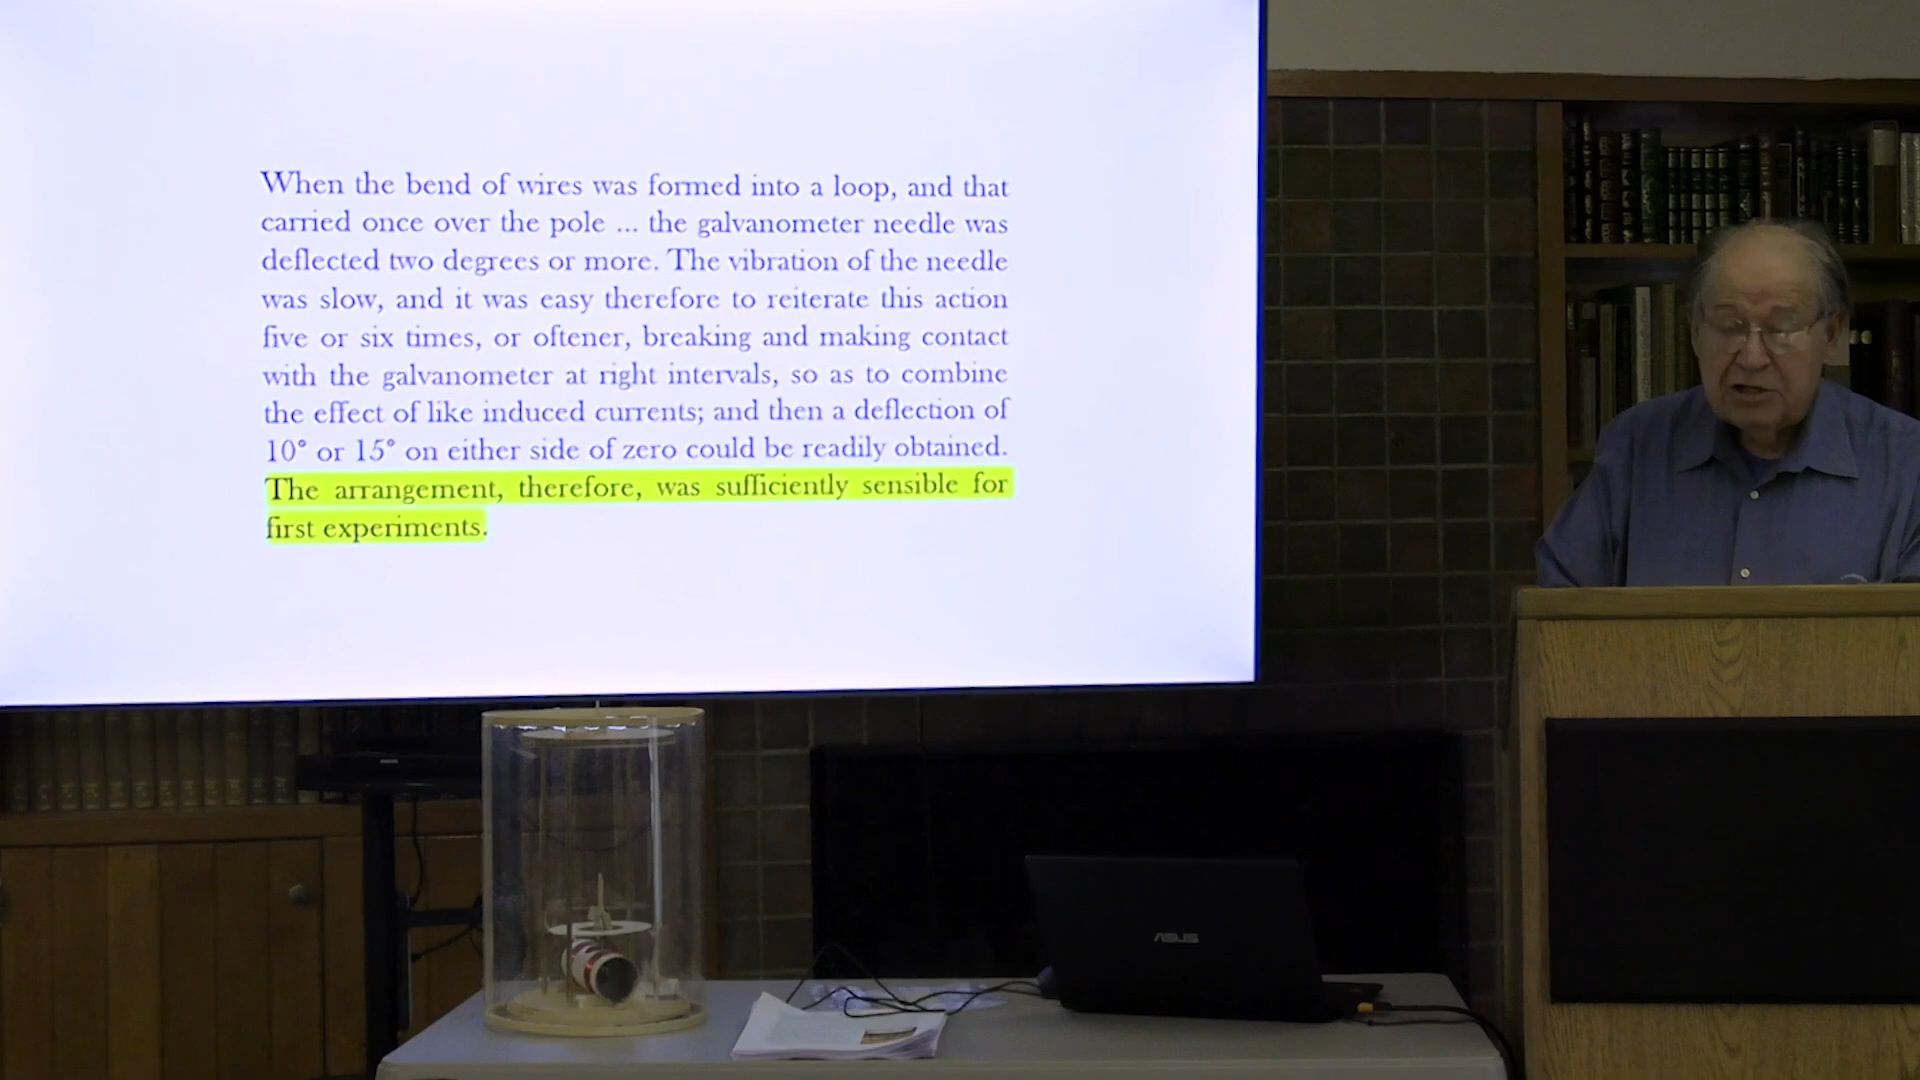 When the bend of wires was formed into a loop, and that
carried once over the pole ... the galvanometer needle was
deflected two degrees or more. The vibration of the needle
was slow, and it was easy therefore to reiterate this action
five or six times, or oftener, breaking and making contact
with the galvanometer at right intervals, so as to combine
the effect of like induced currents; and then a deflection of
10° or 15° on either side of zero could be readily obtained.
The arrangement, therefore, was sufficiently sensible for
first experiments.
ASUS